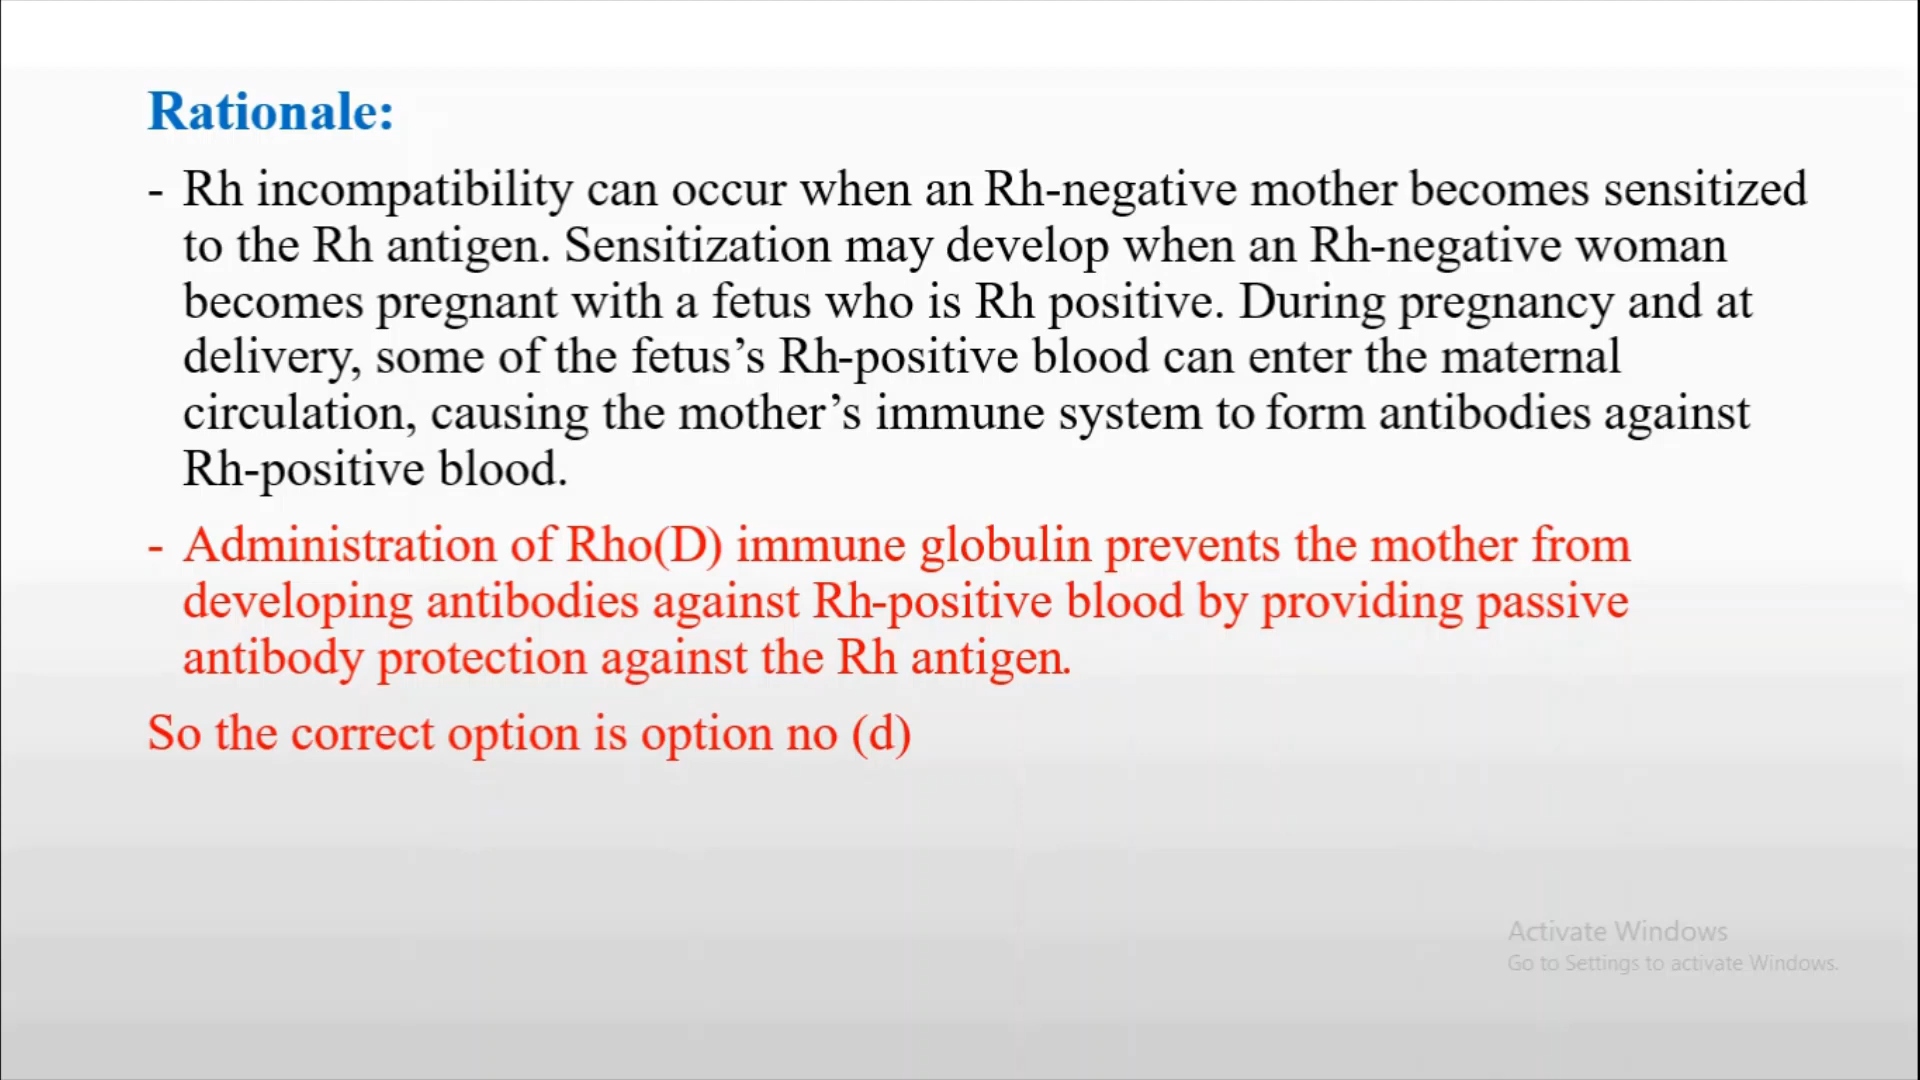 Rationale:
- Rh incompatibility can occur when an Rh-negative mother becomes sensitized
to the Rh antigen. Sensitization may develop when an Rh-negative woman
becomes pregnant with a fetus who is Rh positive. During pregnancy and at
delivery, some of the fetus’s Rh-positive blood can enter the maternal
circulation, causing the mother’s immune system to form antibodies against
Rh-positive blood.
- Administration of Rho(D) immune globulin prevents the mother from
developing antibodies against Rh-positive blood by providing passive
antibody protection against the Rh antigen.
So the correct option is option no (d)
Activate Windows
Go to Settings to activate Windows.